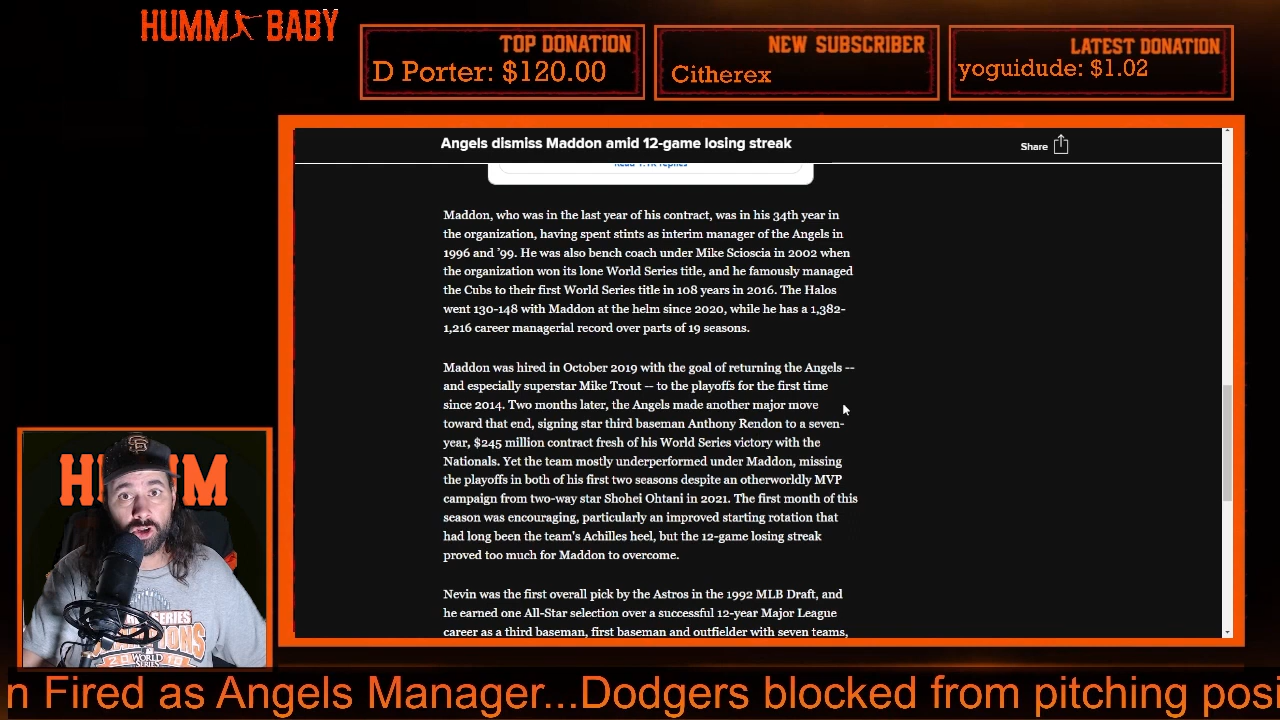 HUMM BABY
TOP DONATION
D Porter: $120.00
NEW SUBSCRIBER
Citherex
LATEST DONATION
yoguidude: $1.02
Angels dismiss Maddon amid 12-game losing streak
Share
Read 1.1K replies
Maddon, who was in the last year of his contract, was in his 34th year in
the organization, having spent stints as interim manager of the Angels in
1996 and ’99. He was also bench coach under Mike Scioscia in 2002 when
the organization won its lone World Series title, and he famously managed
the Cubs to their first World Series title in 108 years in 2016. The Halos
went 130-148 with Maddon at the helm since 2020, while he has a 1,382-
1,216 career managerial record over parts of 19 seasons.
Maddon was hired in October 2019 with the goal of returning the Angels --
and especially superstar Mike Trout -- to the playoffs for the first time
since 2014. Two months later, the Angels made another major move
toward that end, signing star third baseman Anthony Rendon to a seven-
year, $245 million contract fresh of his World Series victory with the
Nationals. Yet the team mostly underperformed under Maddon, missing
the playoffs in both of his first two seasons despite an otherworldly MVP
campaign from two-way star Shohei Ohtani in 2021. The first month of this
season was encouraging, particularly an improved starting rotation that
had long been the team's Achilles heel, but the 12-game losing streak
proved too much for Maddon to overcome.
Nevin was the first overall pick by the Astros in the 1992 MLB Draft, and
he earned one All-Star selection over a successful 12-year Major League
career as a third baseman, first baseman and outfielder with seven teams,
SF
WORLD
SERIES
n Fired as Angels Manager...Dodgers blocked from pitching posi